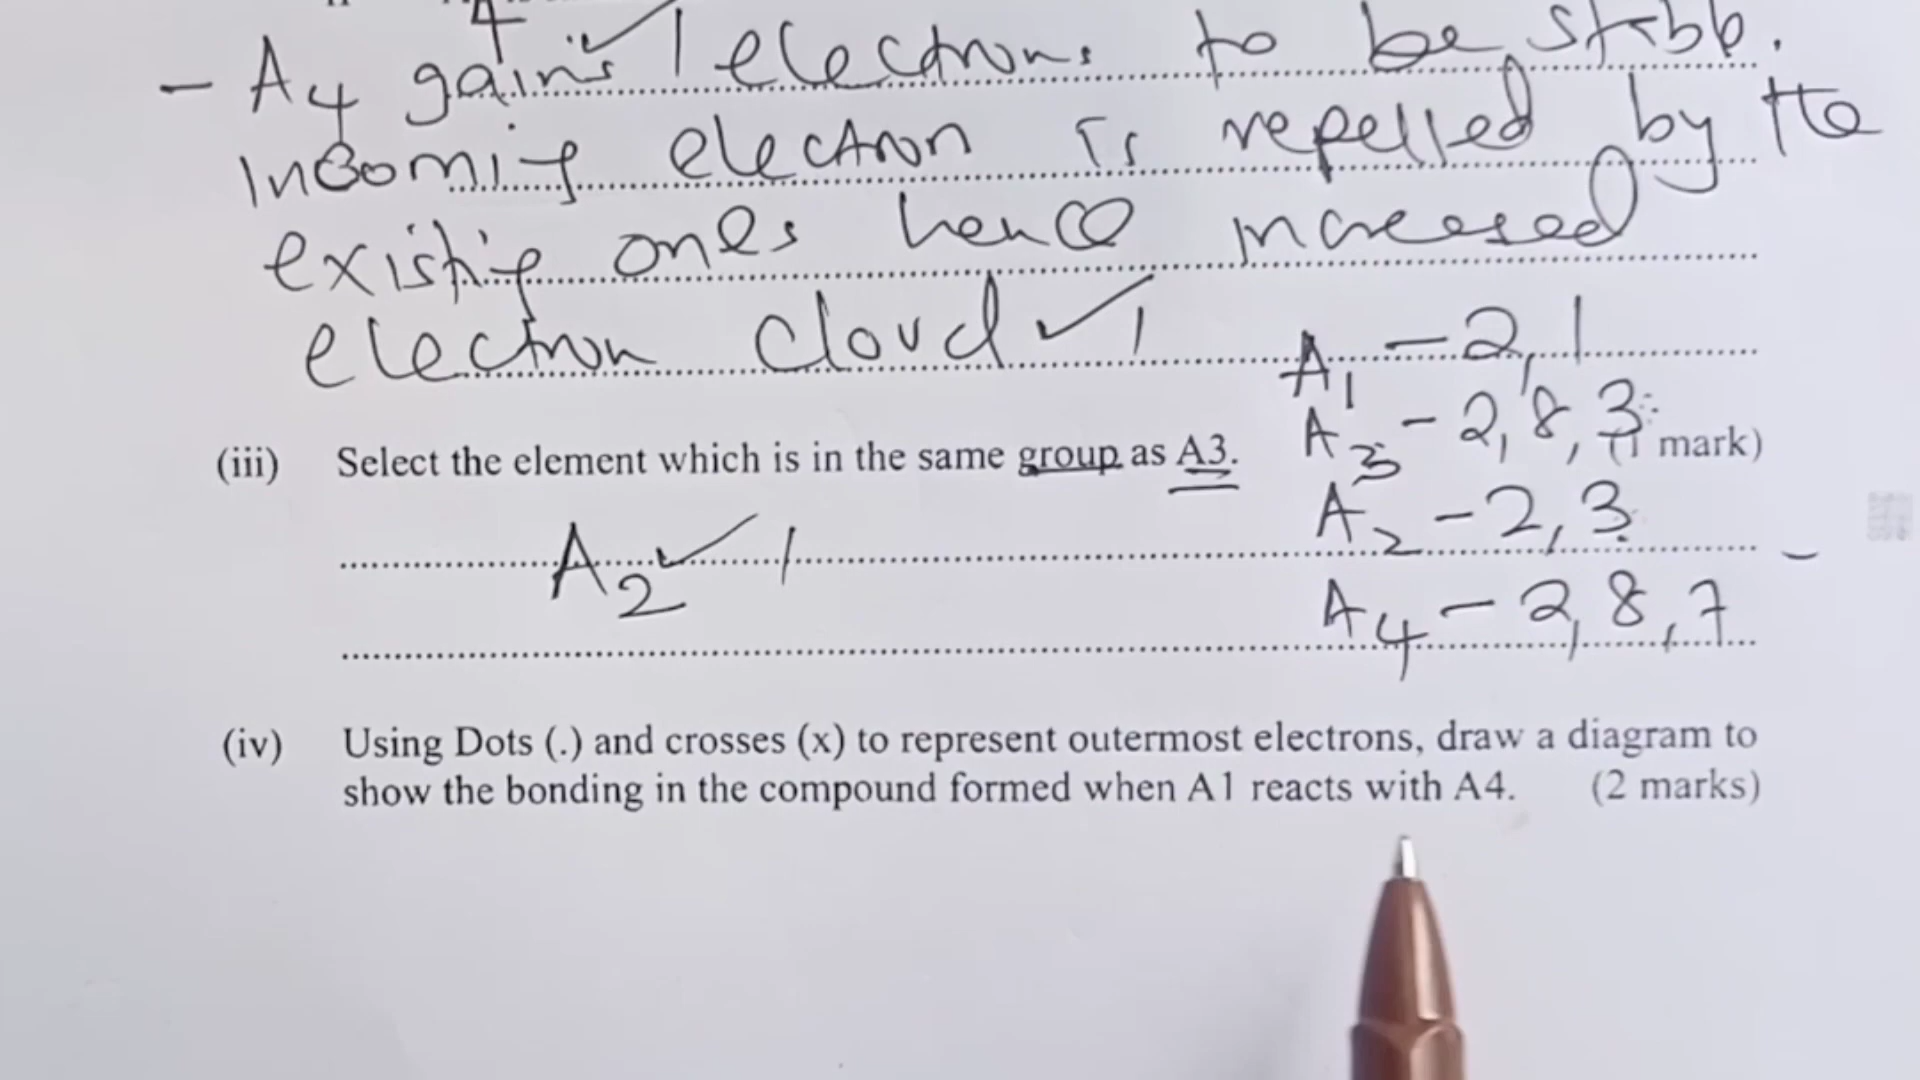 - A4 gains 1 electrons to be stable.
Incoming electron is repelled by the
existing ones hence increased
electron cloud ✓1
A1 - 2,1
A3 - 2,8,3
(iii) Select the element which is in the same group as A3. (1 mark)
A2 - 2,3
A2 ✓1
A4 - 2,8,7
(iv) Using Dots (.) and crosses (x) to represent outermost electrons, draw a diagram to
show the bonding in the compound formed when A1 reacts with A4. (2 marks)